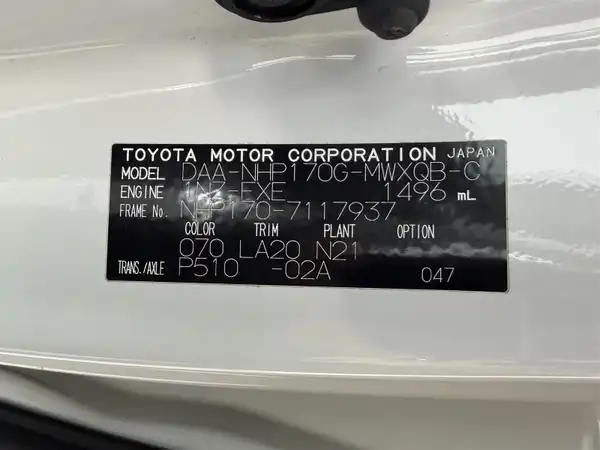 TOYOTA MOTOR CORPORATION JAPAN
MODEL DAA-NHP170G-MWXQB-C
ENGINE 1NZ-FXE 1496 mL
FRAME No. NHP170-7117937
COLOR TRIM PLANT OPTION
070 LA20 N21
TRANS./AXLE P510 -02A 047